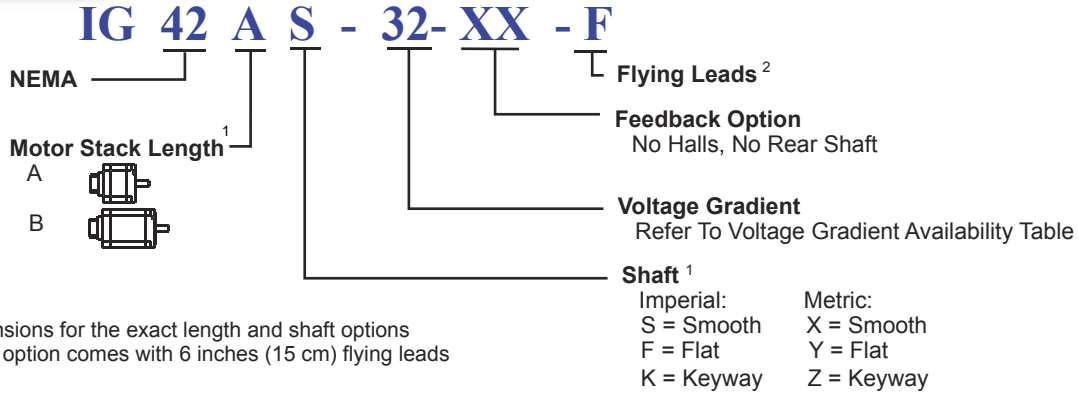 IG 42 A S - 32- XX - F
NEMA
Flying Leads 2
Feedback Option
No Halls, No Rear Shaft
Motor Stack Length 1
A
B
Voltage Gradient
Refer To Voltage Gradient Availability Table
Shaft 1
Imperial: Metric:
S = Smooth X = Smooth
F = Flat Y = Flat
K = Keyway Z = Keyway
for the exact length and shaft options
option comes with 6 inches (15 cm) flying leads